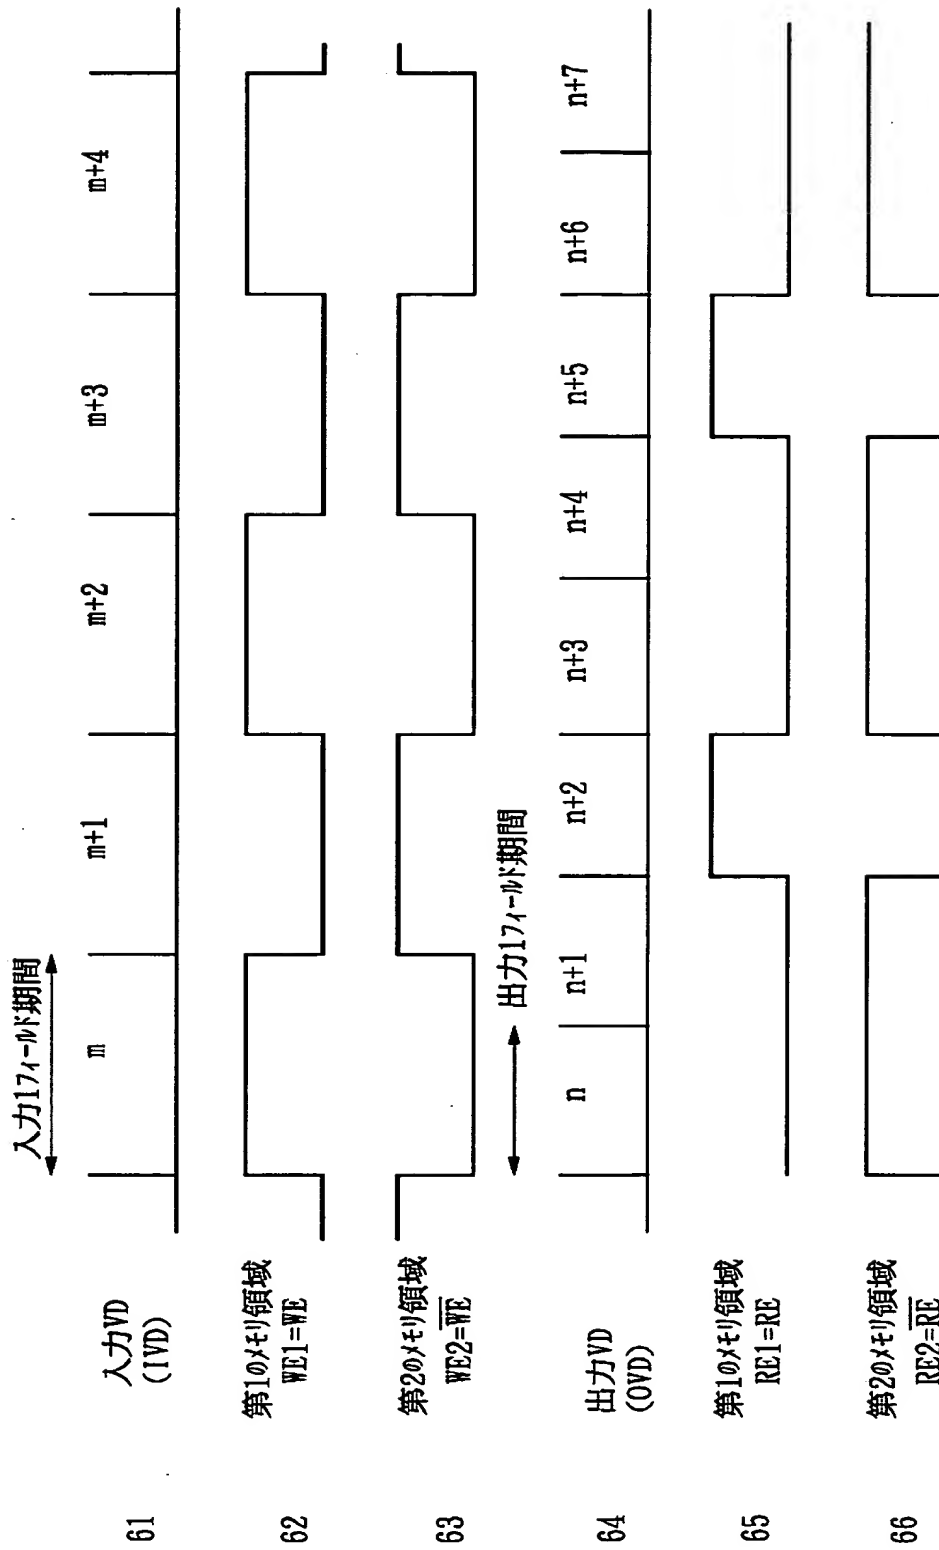 61
入力VD
(IVD)
入力1フィールド期間
m
m+1
m+2
m+3
m+4
62
第1のメモリ領域
WE1=WE
63
第2のメモリ領域
WE2=W̅E̅
出力1フィールド期間
64
出力VD
(OVD)
n
n+1
n+2
n+3
n+4
n+5
n+6
n+7
65
第1のメモリ領域
RE1=RE
66
第2のメモリ領域
RE2=R̅E̅